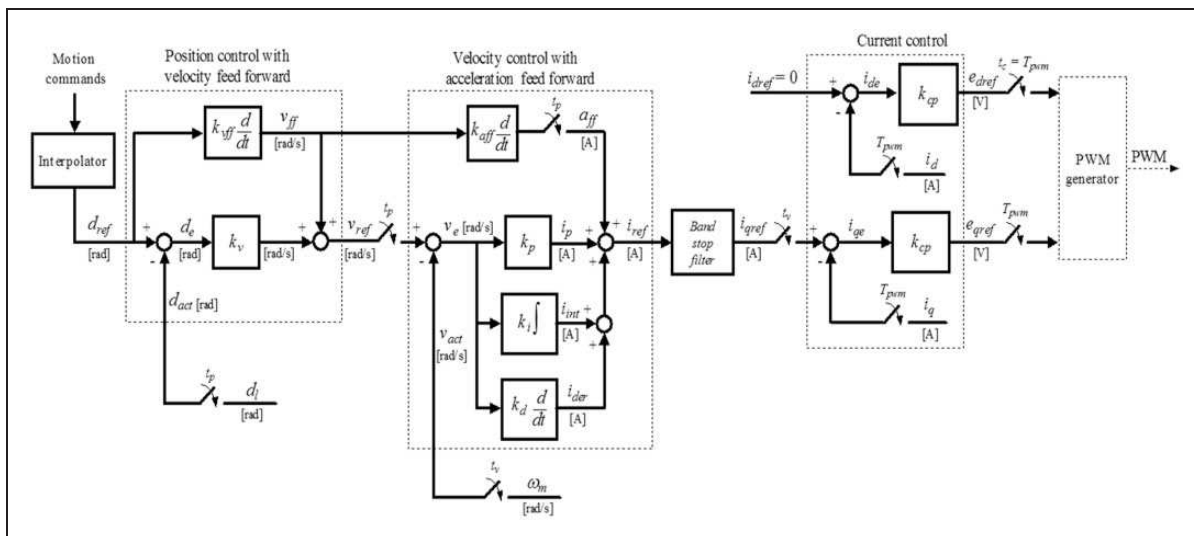 Motion
commands
Interpolator
d_ref
[rad]
Position control with
velocity feed forward
k_vff d/dt
v_ff
[rad/s]
+
-
d_e
[rad]
k_v
[rad/s]
+
+
v_ref
[rad/s]
t_p
d_act [rad]
t_p
d_l
[rad]
Velocity control with
acceleration feed forward
k_aff d/dt
t_p
a_ff
[A]
+
-
v_e [rad/s]
k_p
i_p
[A]
+
+
+
i_ref
[A]
k_i ∫
i_int
[A]
+
+
k_d d/dt
i_der
[A]
v_act
[rad/s]
t_v
ω_m
[rad/s]
Band
stop
filter
i_qref
[A]
t_v
Current control
i_dref = 0
+
-
i_de
k_cp
e_dref
[V]
t_c = T_pwm
T_pwm
i_d
[A]
+
-
i_qe
k_cp
e_qref
[V]
T_pwm
T_pwm
i_q
[A]
PWM
generator
PWM